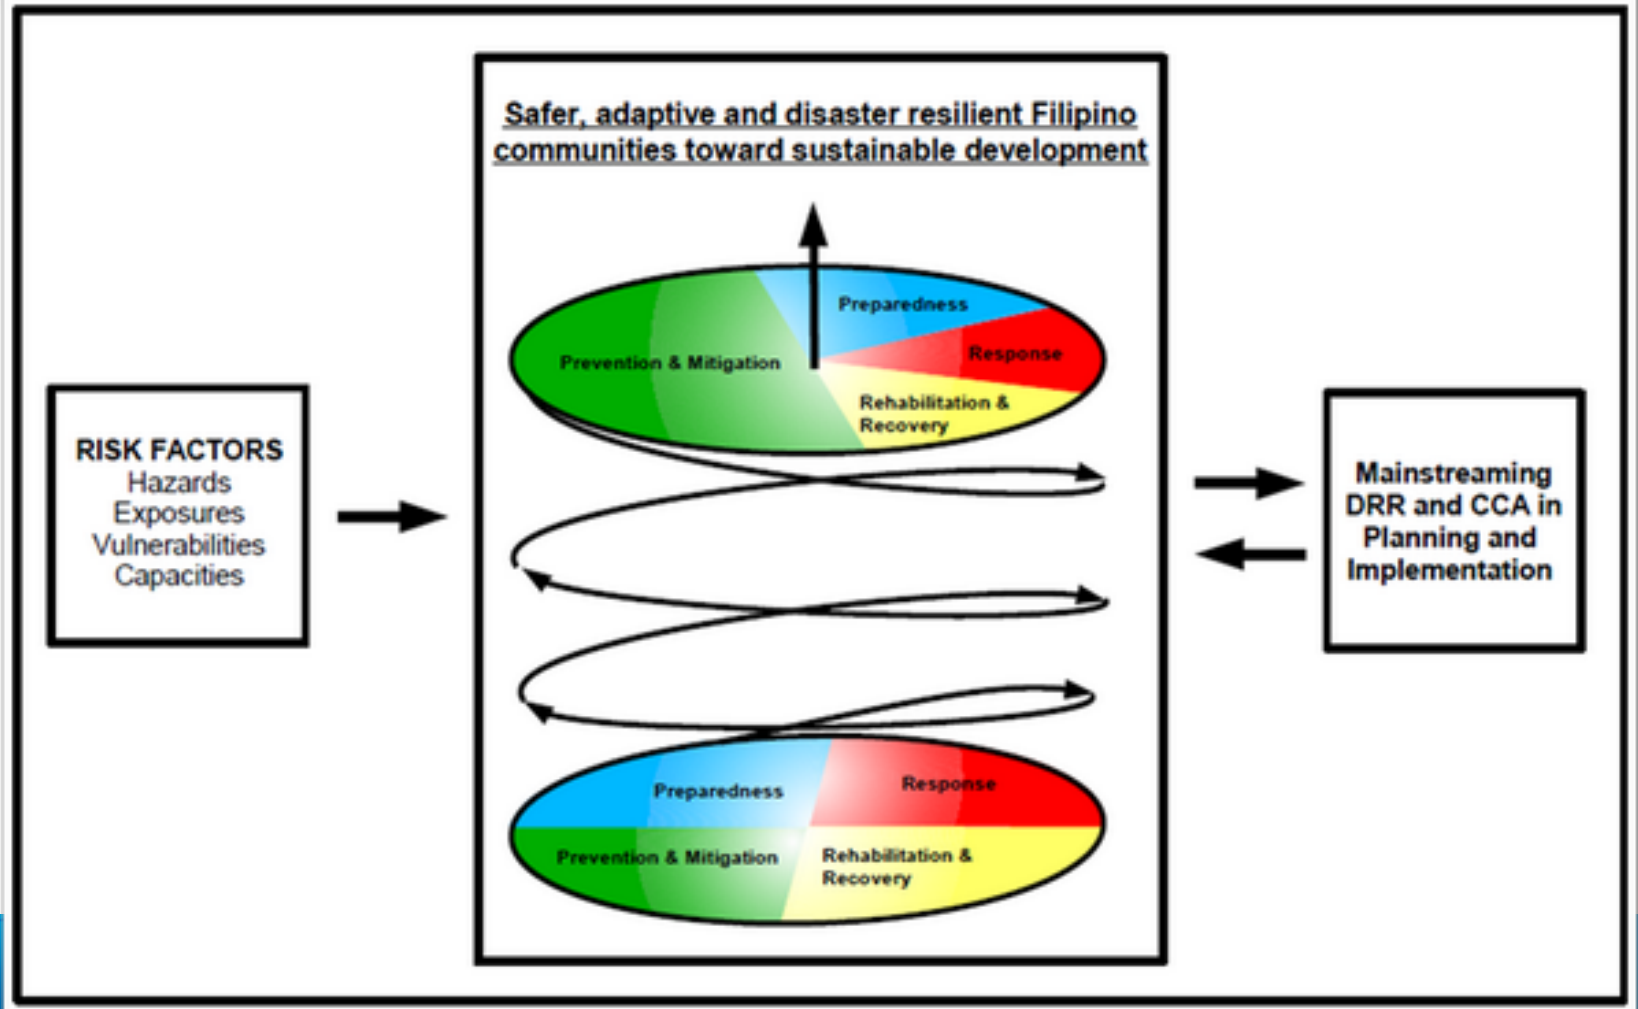 Safer, adaptive and disaster resilient Filipino
communities toward sustainable development
Preparedness
Response
Prevention & Mitigation
Rehabilitation &
Recovery
RISK FACTORS
Hazards
Exposures
Vulnerabilities
Capacities
Mainstreaming
DRR and CCA in
Planning and
Implementation
Preparedness
Response
Prevention & Mitigation
Rehabilitation &
Recovery